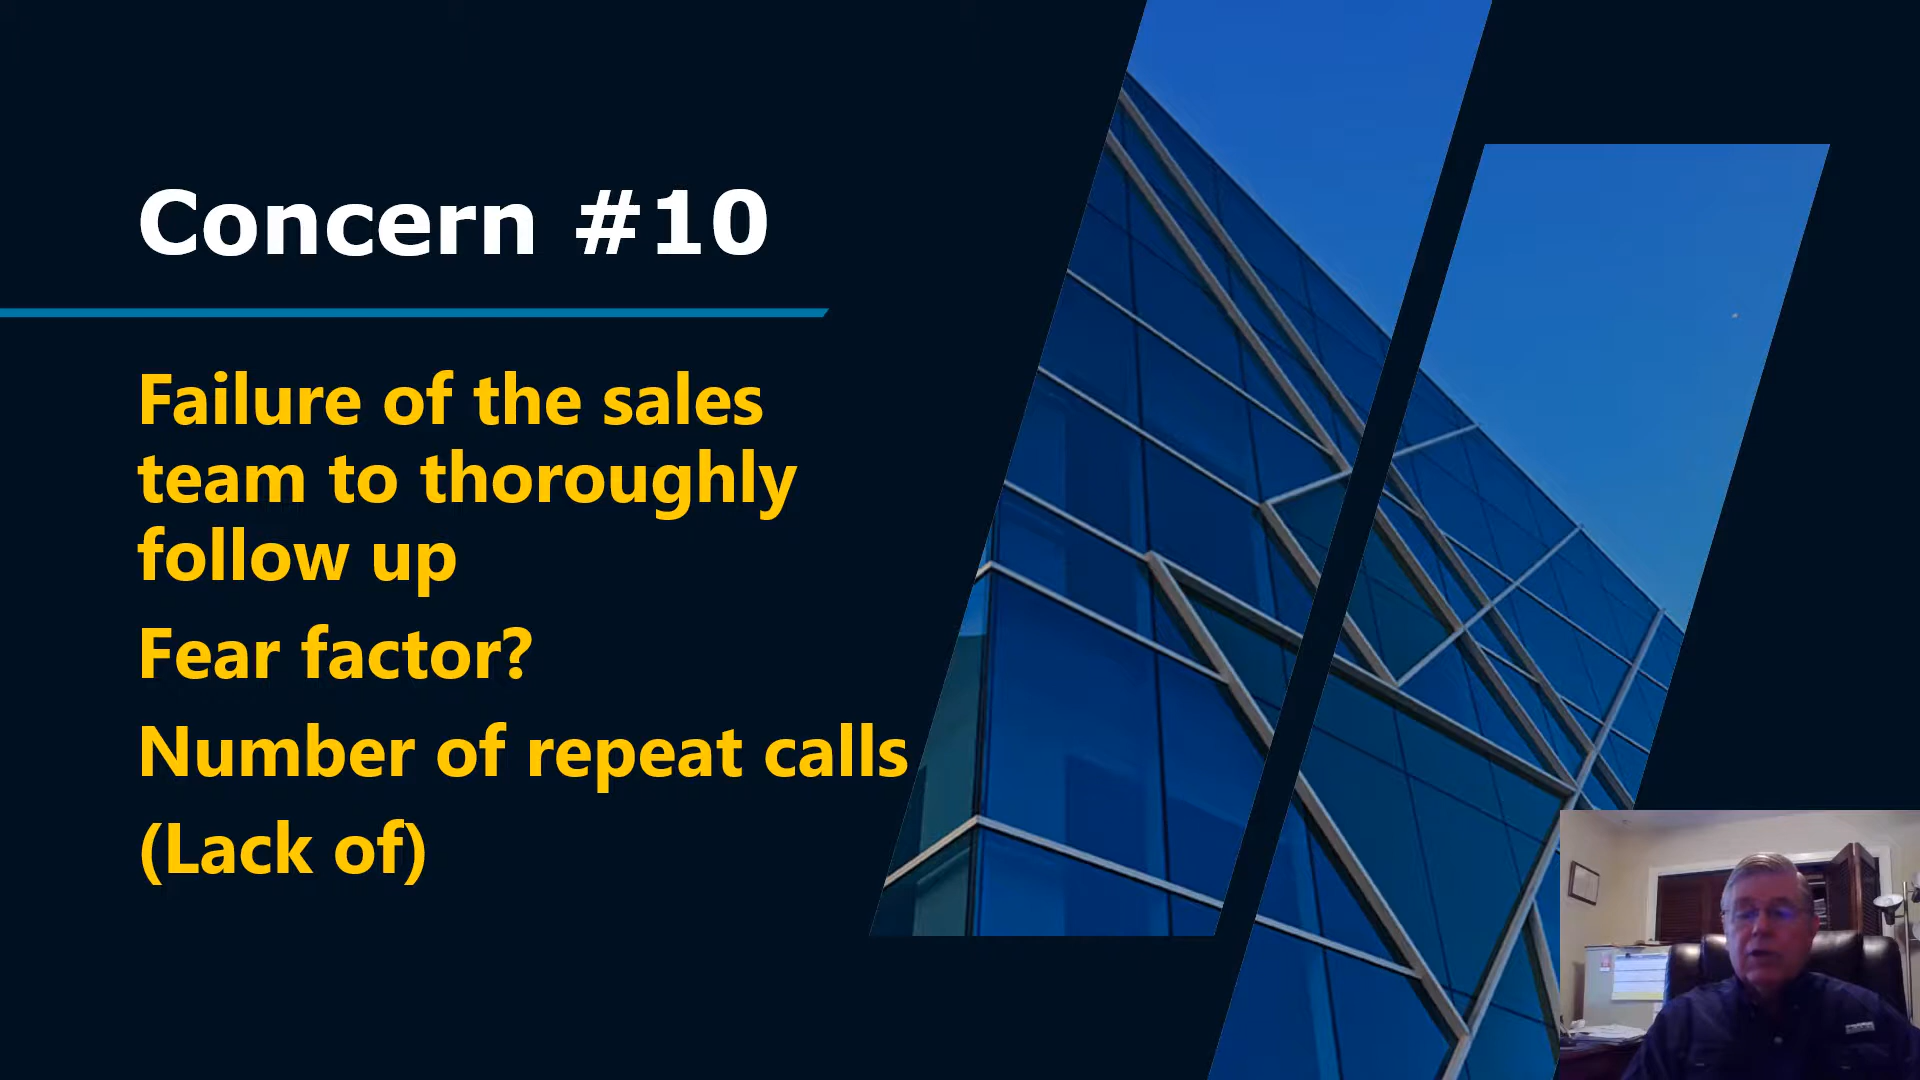 Concern #10
Failure of the sales
team to thoroughly
follow up
Fear factor?
Number of repeat calls
(Lack of)